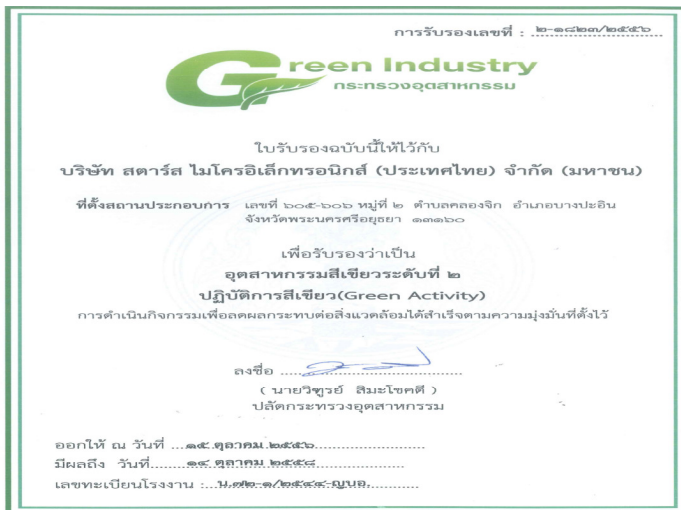 การรับรองเลขที่ : ๒-๑๘๒๓/๒๕๕๖
Green Industry
กระทรวงอุตสาหกรรม
ใบรับรองฉบับนี้ให้ไว้กับ
บริษัท สตาร์ส ไมโครอิเล็กทรอนิกส์ (ประเทศไทย) จำกัด (มหาชน)
ที่ตั้งสถานประกอบการ เลขที่ ๖๐๕-๖๐๖ หมู่ที่ ๒ ตำบลคลองจิก อำเภอบางปะอิน
จังหวัดพระนครศรีอยุธยา ๑๓๑๖๐
เพื่อรับรองว่าเป็น
อุตสาหกรรมสีเขียวระดับที่ ๒
ปฏิบัติการสีเขียว(Green Activity)
การดำเนินกิจกรรมเพื่อลดผลกระทบต่อสิ่งแวดล้อมได้สำเร็จตามความมุ่งมั่นที่ตั้งไว้
ลงชื่อ
( นายวิฑูรย์ สิมะโชคดี )
ปลัดกระทรวงอุตสาหกรรม
ออกให้ ณ วันที่ ....๑๕ ตุลาคม ๒๕๕๖....
มีผลถึง วันที่........๑๔ ตุลาคม ๒๕๕๘....
เลขทะเบียนโรงงาน :....น.๗๒-๑/๒๕๔๔-ญบอ.....